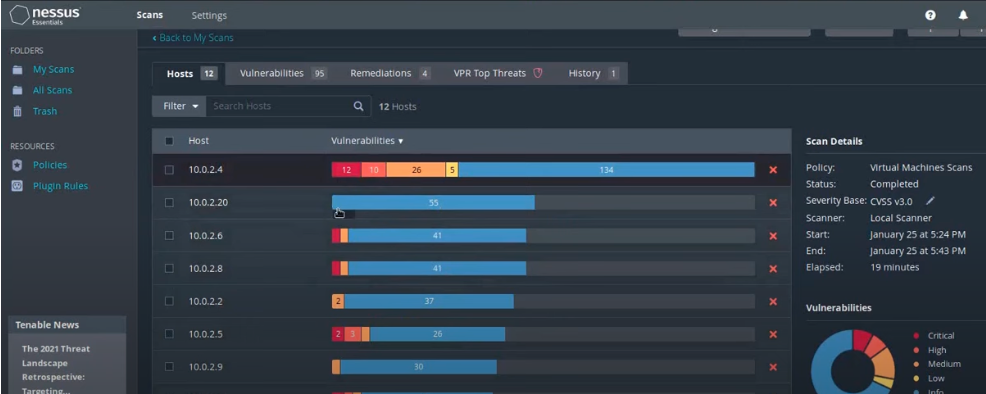 nessus
Essentials
Scans Settings
FOLDERS
My Scans
All Scans
Trash
RESOURCES
Policies
Plugin Rules
Tenable News
The 2021 Threat
Landscape
Retrospective:
Targeting...
Back to My Scans
Hosts 12 Vulnerabilities 95 Remediations 4 VPR Top Threats History 1
Filter Search Hosts 12 Hosts
Host Vulnerabilities
10.0.2.4 12 10 26 5 134
10.0.2.20 55
10.0.2.6 41
10.0.2.8 41
10.0.2.2 2 37
10.0.2.5 2 3 26
10.0.2.9 30
Scan Details
Policy: Virtual Machines Scans
Status: Completed
Severity Base: CVSS v3.0
Scanner: Local Scanner
Start: January 25 at 5:24 PM
End: January 25 at 5:43 PM
Elapsed: 19 minutes
Vulnerabilities
Critical
High
Medium
Low
Info